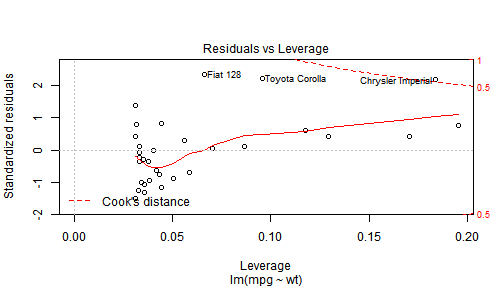 Residuals vs Leverage
Standardized residuals
2
1
0
-1
-2
Fiat 128
Toyota Corolla
Chrysler Imperial
1
0.5
0.5
Cook's distance
0.00
0.05
0.10
0.15
0.20
Leverage
lm(mpg ~ wt)